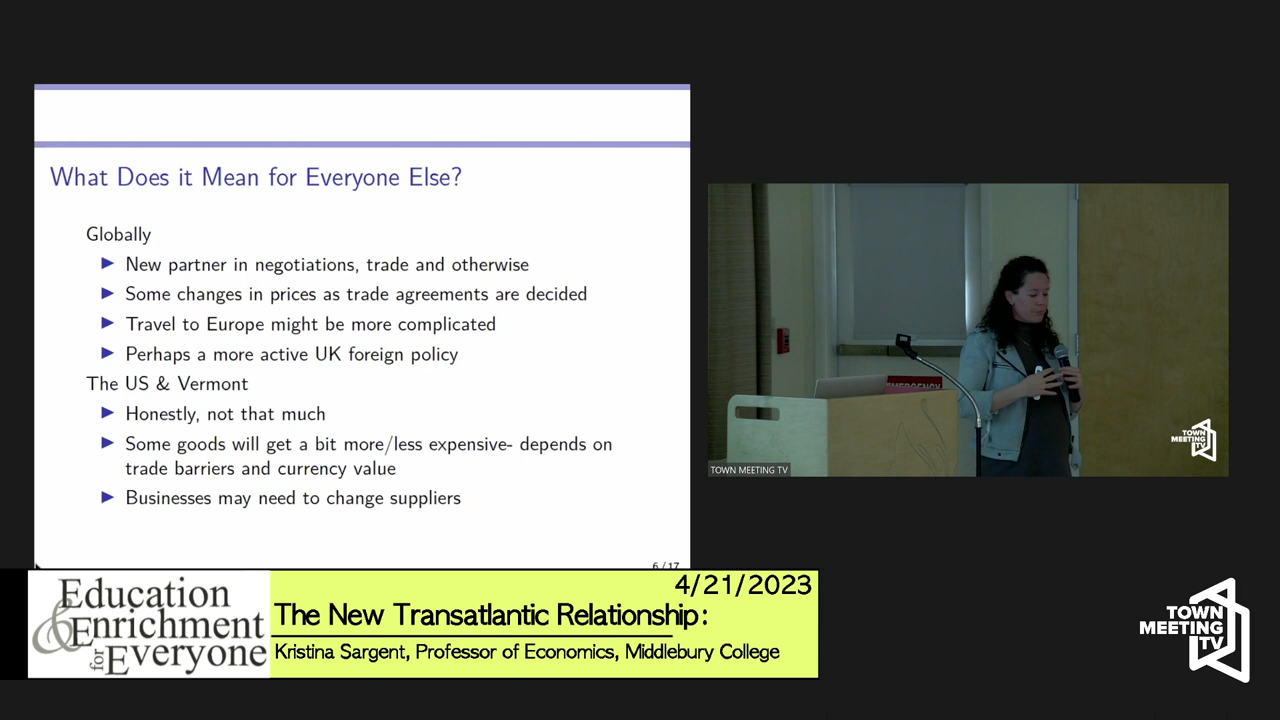 What Does it Mean for Everyone Else?
Globally
New partner in negotiations, trade and otherwise
Some changes in prices as trade agreements are decided
Travel to Europe might be more complicated
Perhaps a more active UK foreign policy
The US & Vermont
Honestly, not that much
Some goods will get a bit more/less expensive- depends on
trade barriers and currency value
Businesses may need to change suppliers
6 / 17
EMERGENCY
TOWN
MEETING
TV
TOWN MEETING TV
Education
& Enrichment
for Everyone
4/21/2023
The New Transatlantic Relationship:
Kristina Sargent, Professor of Economics, Middlebury College
TOWN
MEETING
TV